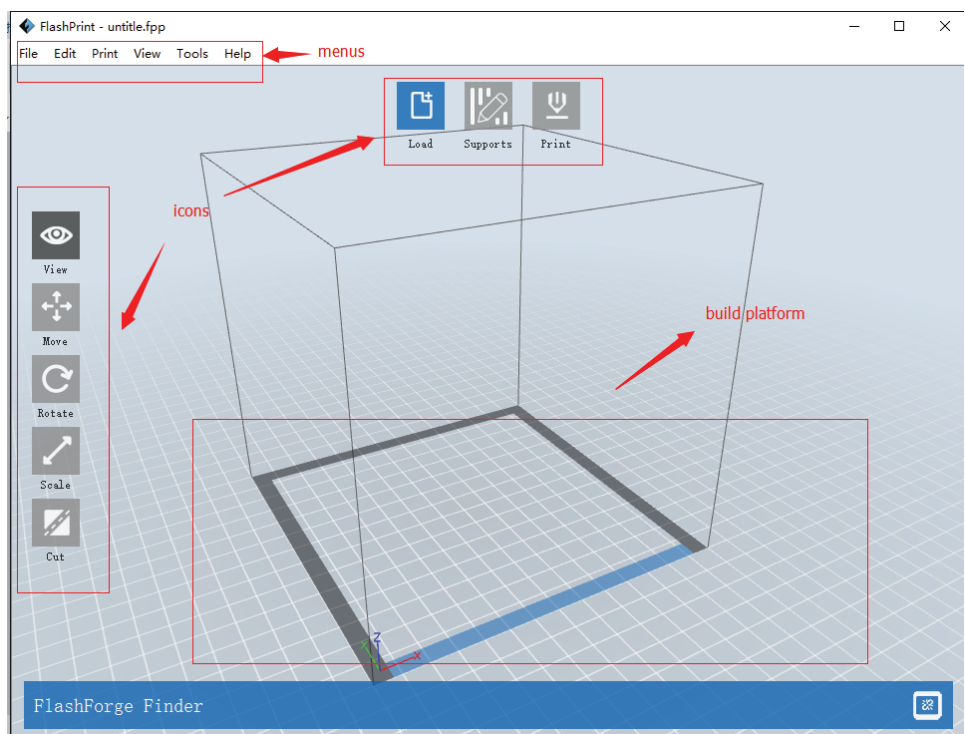 FlashPrint - untitle.fpp
File Edit Print View Tools Help
menus
Load Supports Print
icons
View
Move
build platform
Rotate
Scale
Cut
Z
X
FlashForge Finder